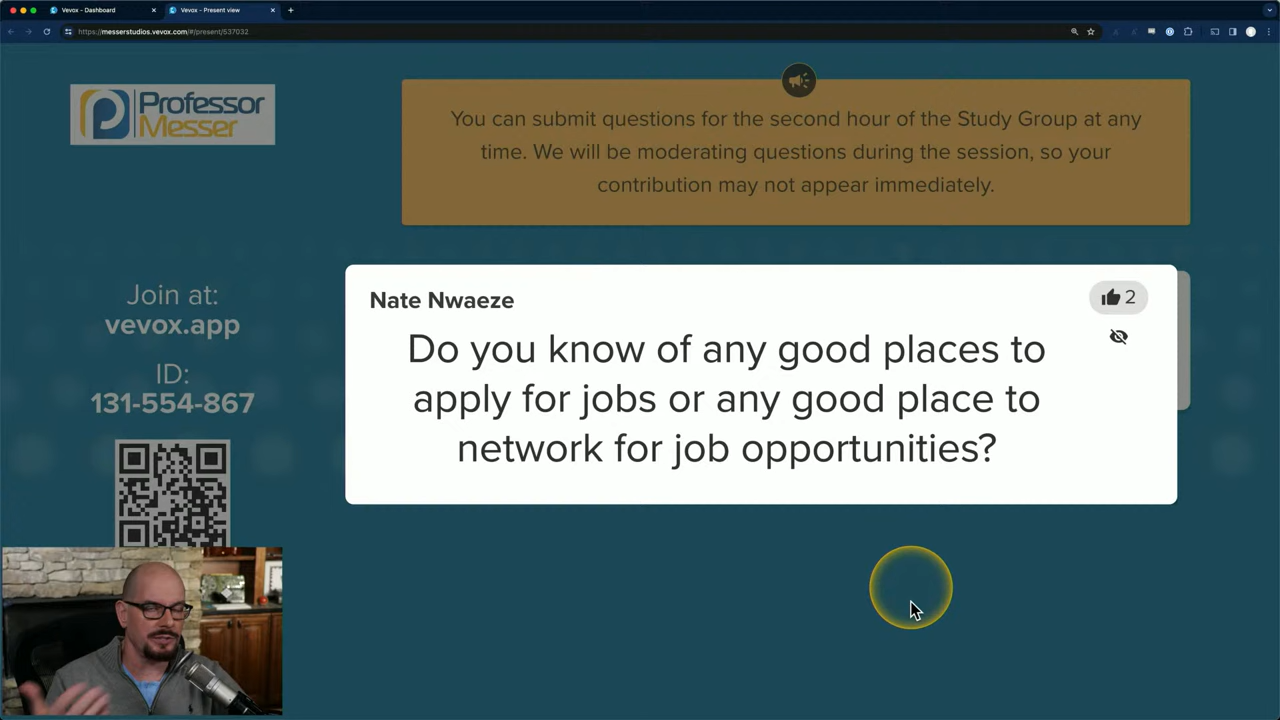 Vevox - Dashboard
Vevox - Present view
https://messerstudios.vevox.com/#/present/537032
Professor
Messer
You can submit questions for the second hour of the Study Group at any
time. We will be moderating questions during the session, so your
contribution may not appear immediately.
Join at:
vevox.app
ID:
131-554-867
Nate Nwaeze
2
Do you know of any good places to
apply for jobs or any good place to
network for job opportunities?